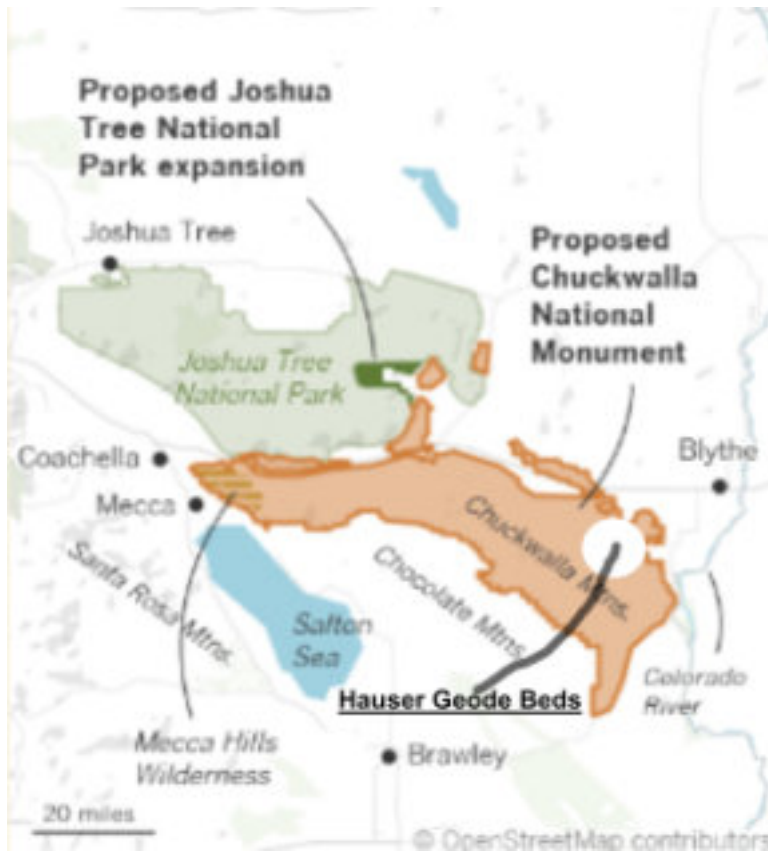 Proposed Joshua
Tree National
Park expansion
Joshua Tree
Proposed
Chuckwalla
National
Monument
Joshua Tree
National Park
Coachella
Blythe
Mecca
Chuckwalla Mtns.
Chocolate Mtns.
Santa Rosa Mtns.
Salton
Sea
Colorado
River
Hauser Geode Beds
Mecca Hills
Wilderness
Brawley
20 miles
© OpenStreetMap contributors